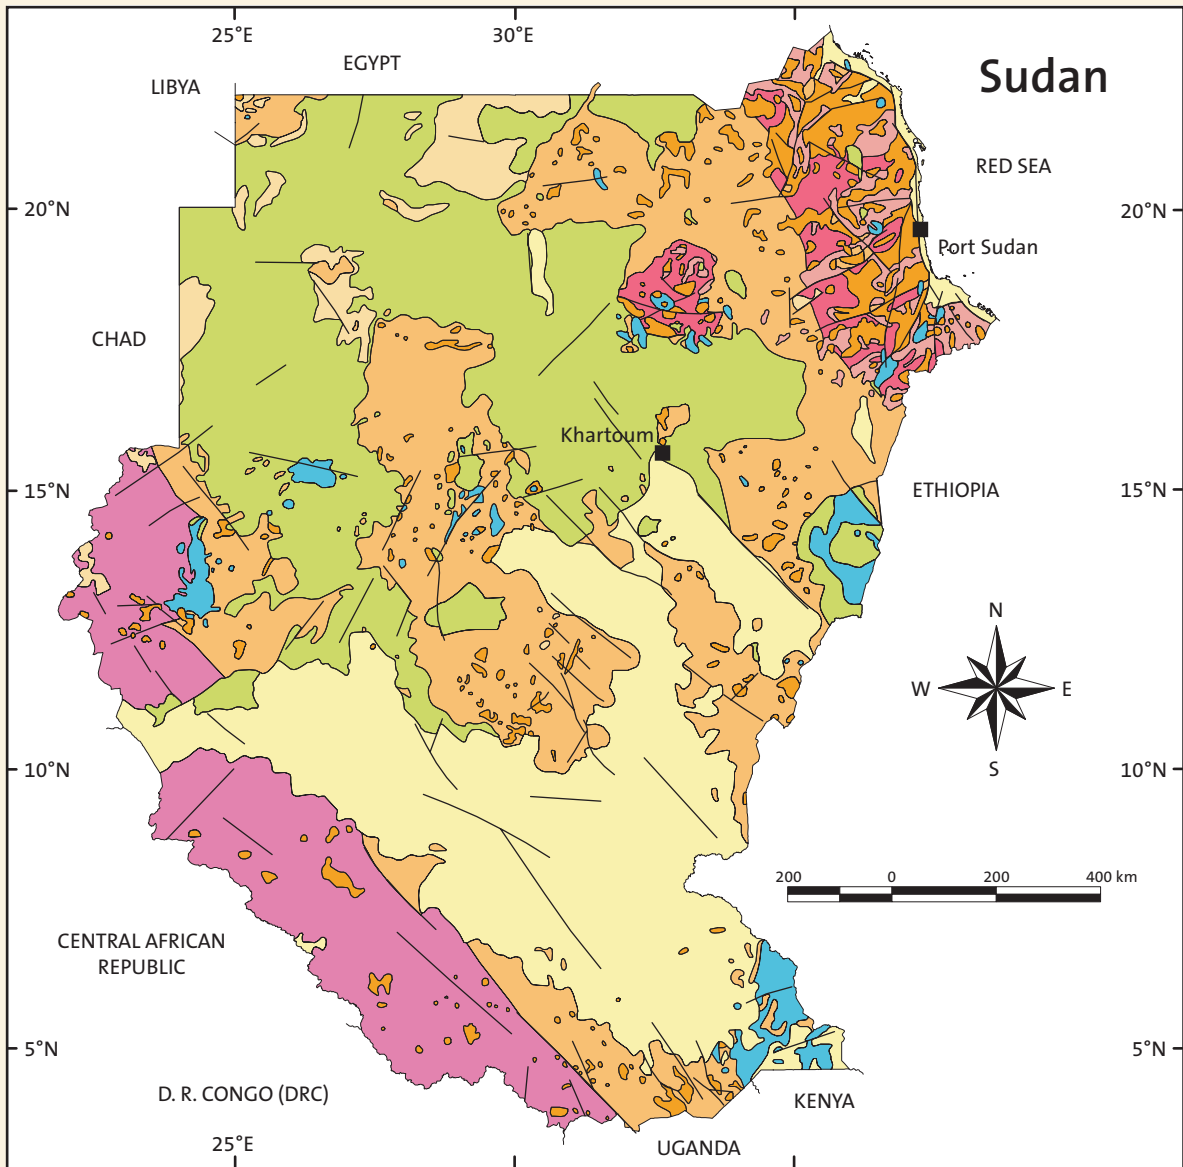 25°E
30°E
EGYPT
LIBYA
Sudan
RED SEA
20°N
20°N
Port Sudan
CHAD
Khartoum
15°N
ETHIOPIA
15°N
N
W
E
S
10°N
10°N
200
0
200
400 km
CENTRAL AFRICAN
REPUBLIC
5°N
5°N
D. R. CONGO (DRC)
KENYA
25°E
UGANDA